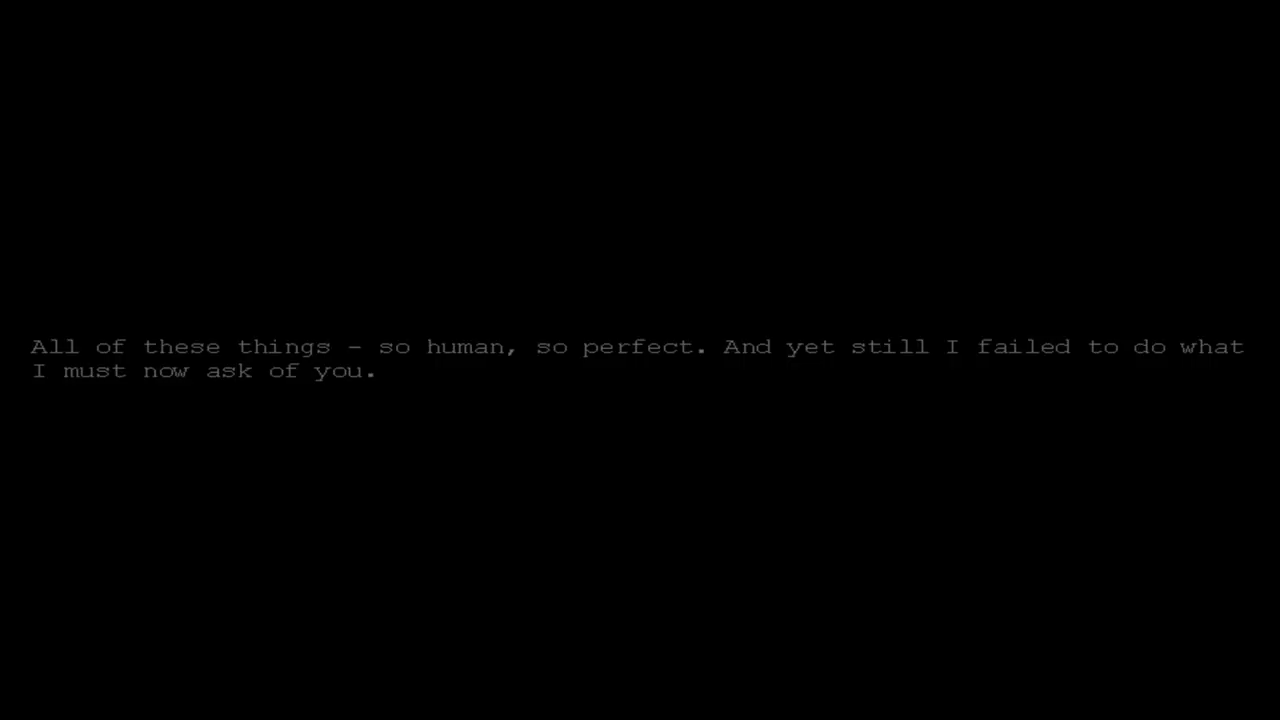 All of these things - so human, so perfect. And yet still I failed to do what
I must now ask of you.